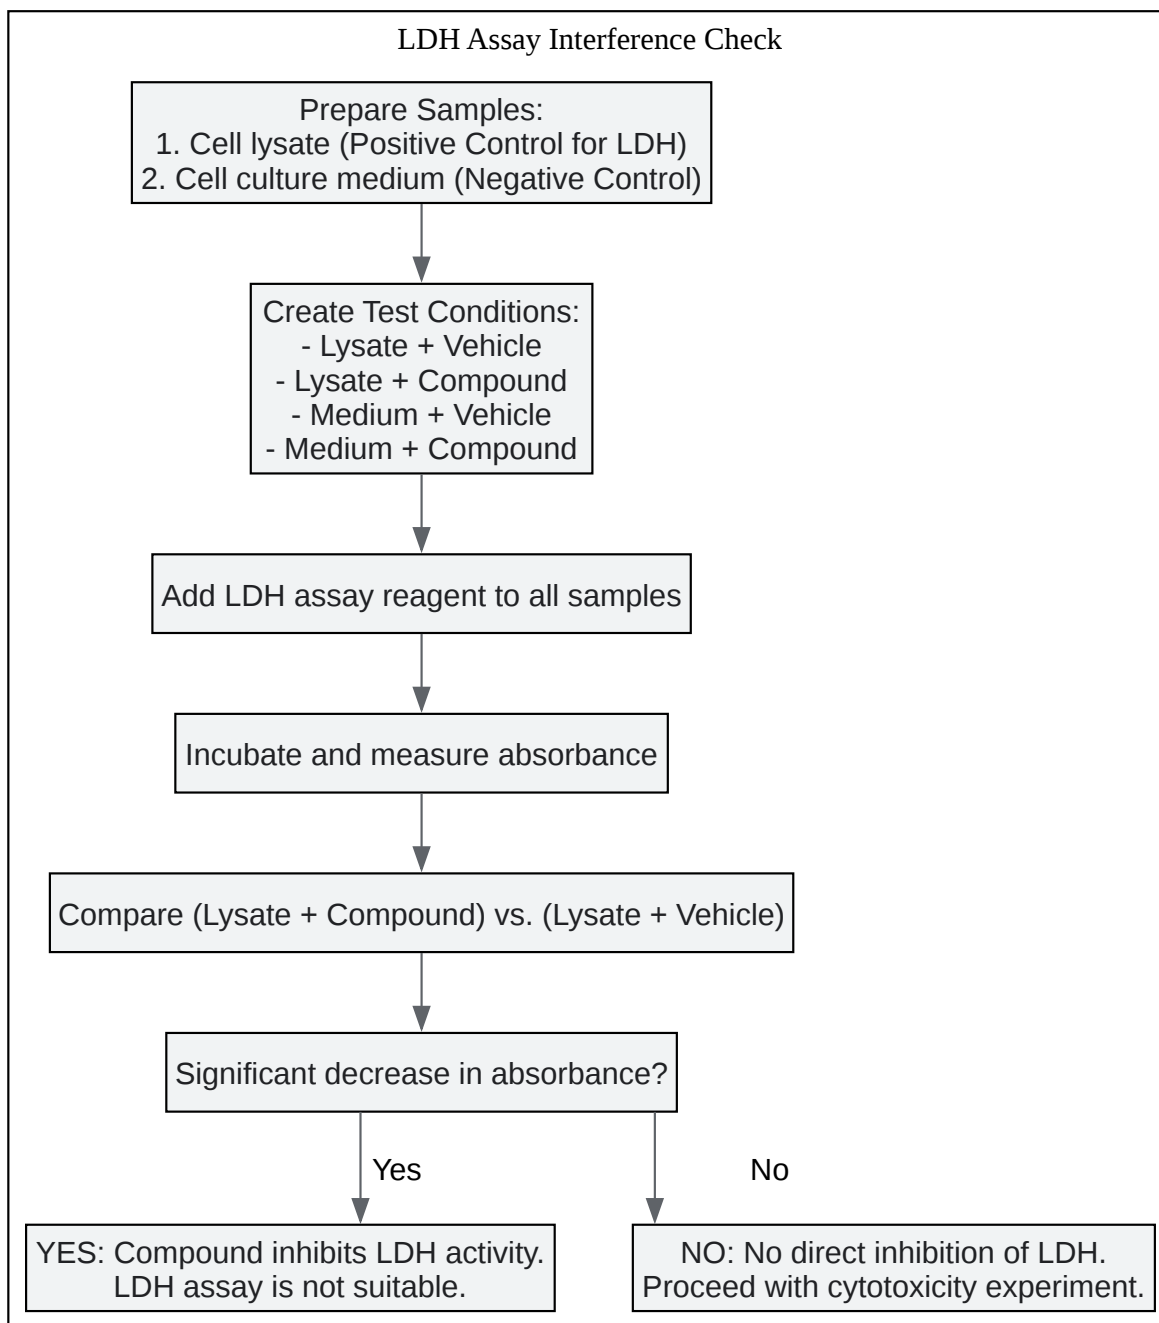 LDH Assay Interference Check
Prepare Samples:
1. Cell lysate (Positive Control for LDH)
2. Cell culture medium (Negative Control)
Create Test Conditions:
- Lysate + Vehicle
- Lysate + Compound
- Medium + Vehicle
- Medium + Compound
Add LDH assay reagent to all samples
Incubate and measure absorbance
Compare (Lysate + Compound) vs. (Lysate + Vehicle)
Significant decrease in absorbance?
Yes
No
YES: Compound inhibits LDH activity.
LDH assay is not suitable.
NO: No direct inhibition of LDH.
Proceed with cytotoxicity experiment.